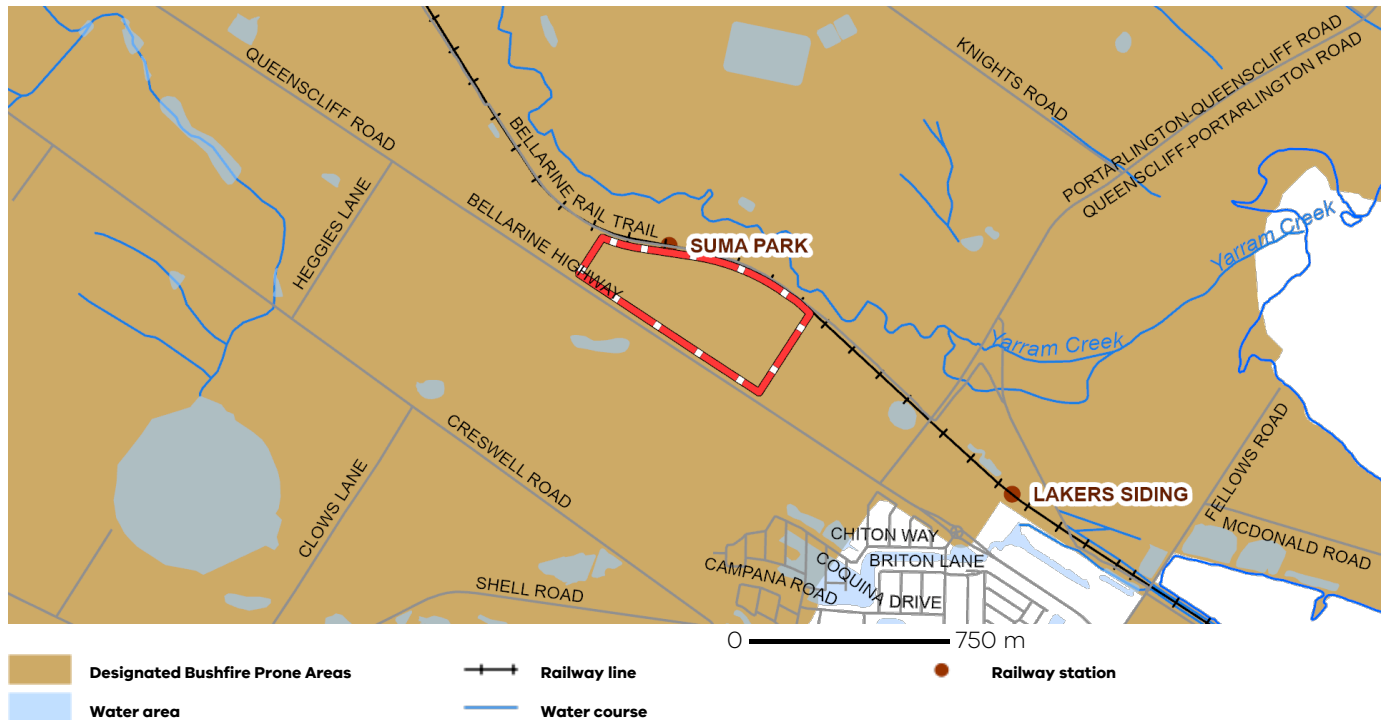 QUEENSCLIFF ROAD
KNIGHTS ROAD
PORTARLINGTON-QUEENSCLIFF ROAD
QUEENSCLIFF-PORTARLINGTON ROAD
BELLARINE RAIL TRAIL
HEGGIES LANE
BELLARINE HIGHWAY
SUMA PARK
Yarram Creek
Yarram Creek
CRESWELL ROAD
CLOWS LANE
FELLOWS ROAD
LAKERS SIDING
MCDONALD ROAD
CHITON WAY
COQUINA DRIVE
BRITON LANE
CAMPANA ROAD
SHELL ROAD
0 750 m
Designated Bushfire Prone Areas
Railway line
Railway station
Water area
Water course